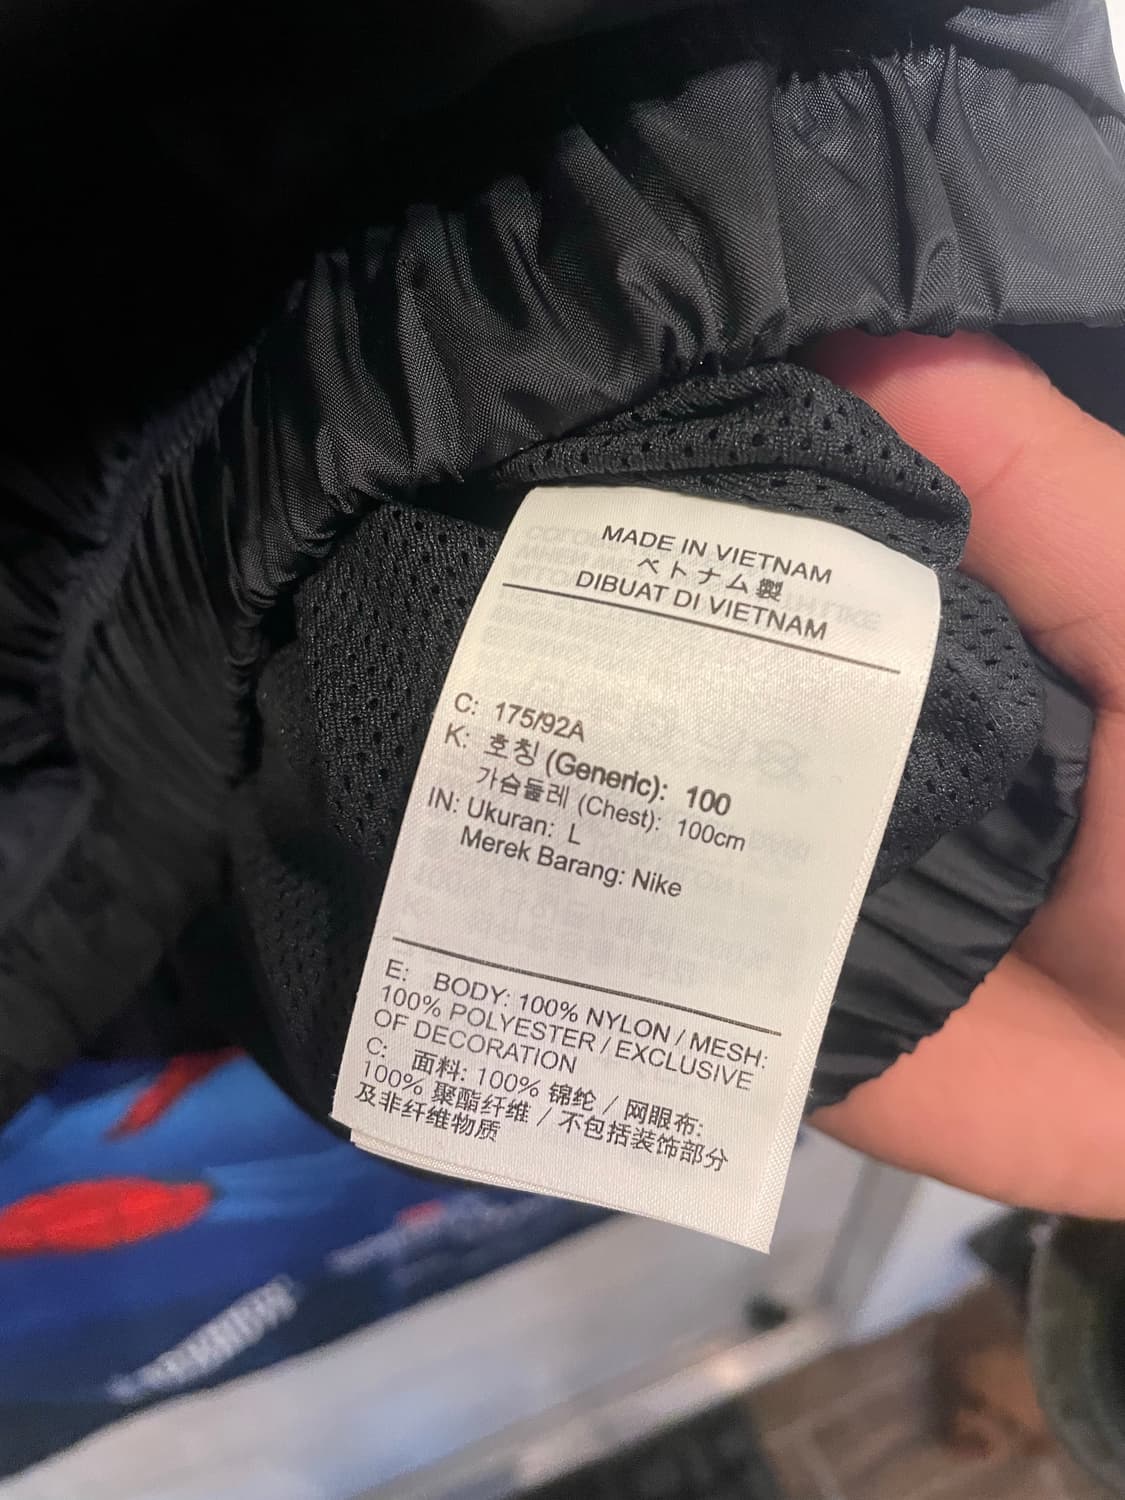 MADE IN VIETNAM
ベトナム製
DIBUAT DI VIETNAM
C: 175/92A
K: 호칭 (Generic): 100
가슴둘레 (Chest): 100cm
IN: Ukuran: L
Merek Barang: Nike
E: BODY: 100% NYLON / MESH:
100% POLYESTER / EXCLUSIVE
OF DECORATION
C: 面料: 100% 锦纶 / 网眼布:
100% 聚酯纤维 / 不包括装饰部分
及非纤维物质